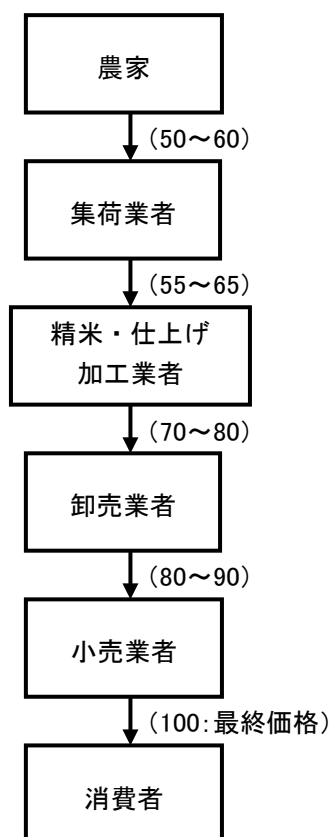 農家
(50～60)
集荷業者
(55～65)
精米・仕上げ
加工業者
(70～80)
卸売業者
(80～90)
小売業者
(100:最終価格)
消費者